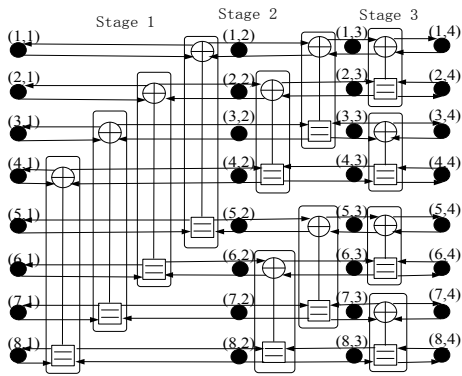 Stage 1 Stage 2 Stage 3
(1,1) (1,2) (1,3) (1,4)
(2,1) (2,2) (2,3) (2,4)
(3,1) (3,2) (3,3) (3,4)
(4,1) (4,2) (4,3) (4,4)
(5,1) (5,2) (5,3) (5,4)
(6,1) (6,2) (6,3) (6,4)
(7,1) (7,2) (7,3) (7,4)
(8,1) (8,2) (8,3) (8,4)